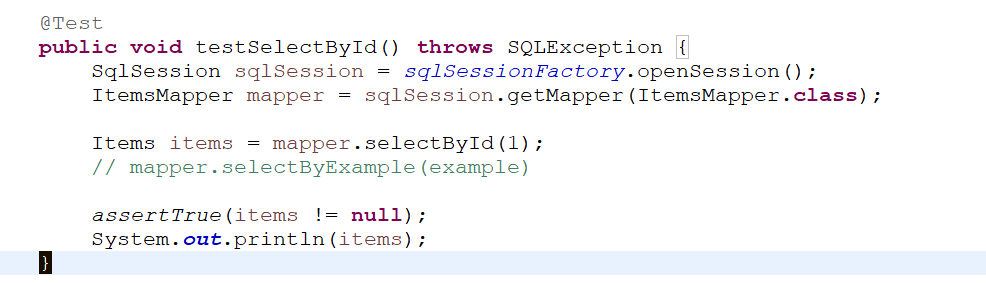 @Test
public void testSelectById() throws SQLException {
    SqlSession sqlSession = sqlSessionFactory.openSession();
    ItemsMapper mapper = sqlSession.getMapper(ItemsMapper.class);

    Items items = mapper.selectById(1);
    // mapper.selectByExample(example)

    assertTrue(items != null);
    System.out.println(items);
}